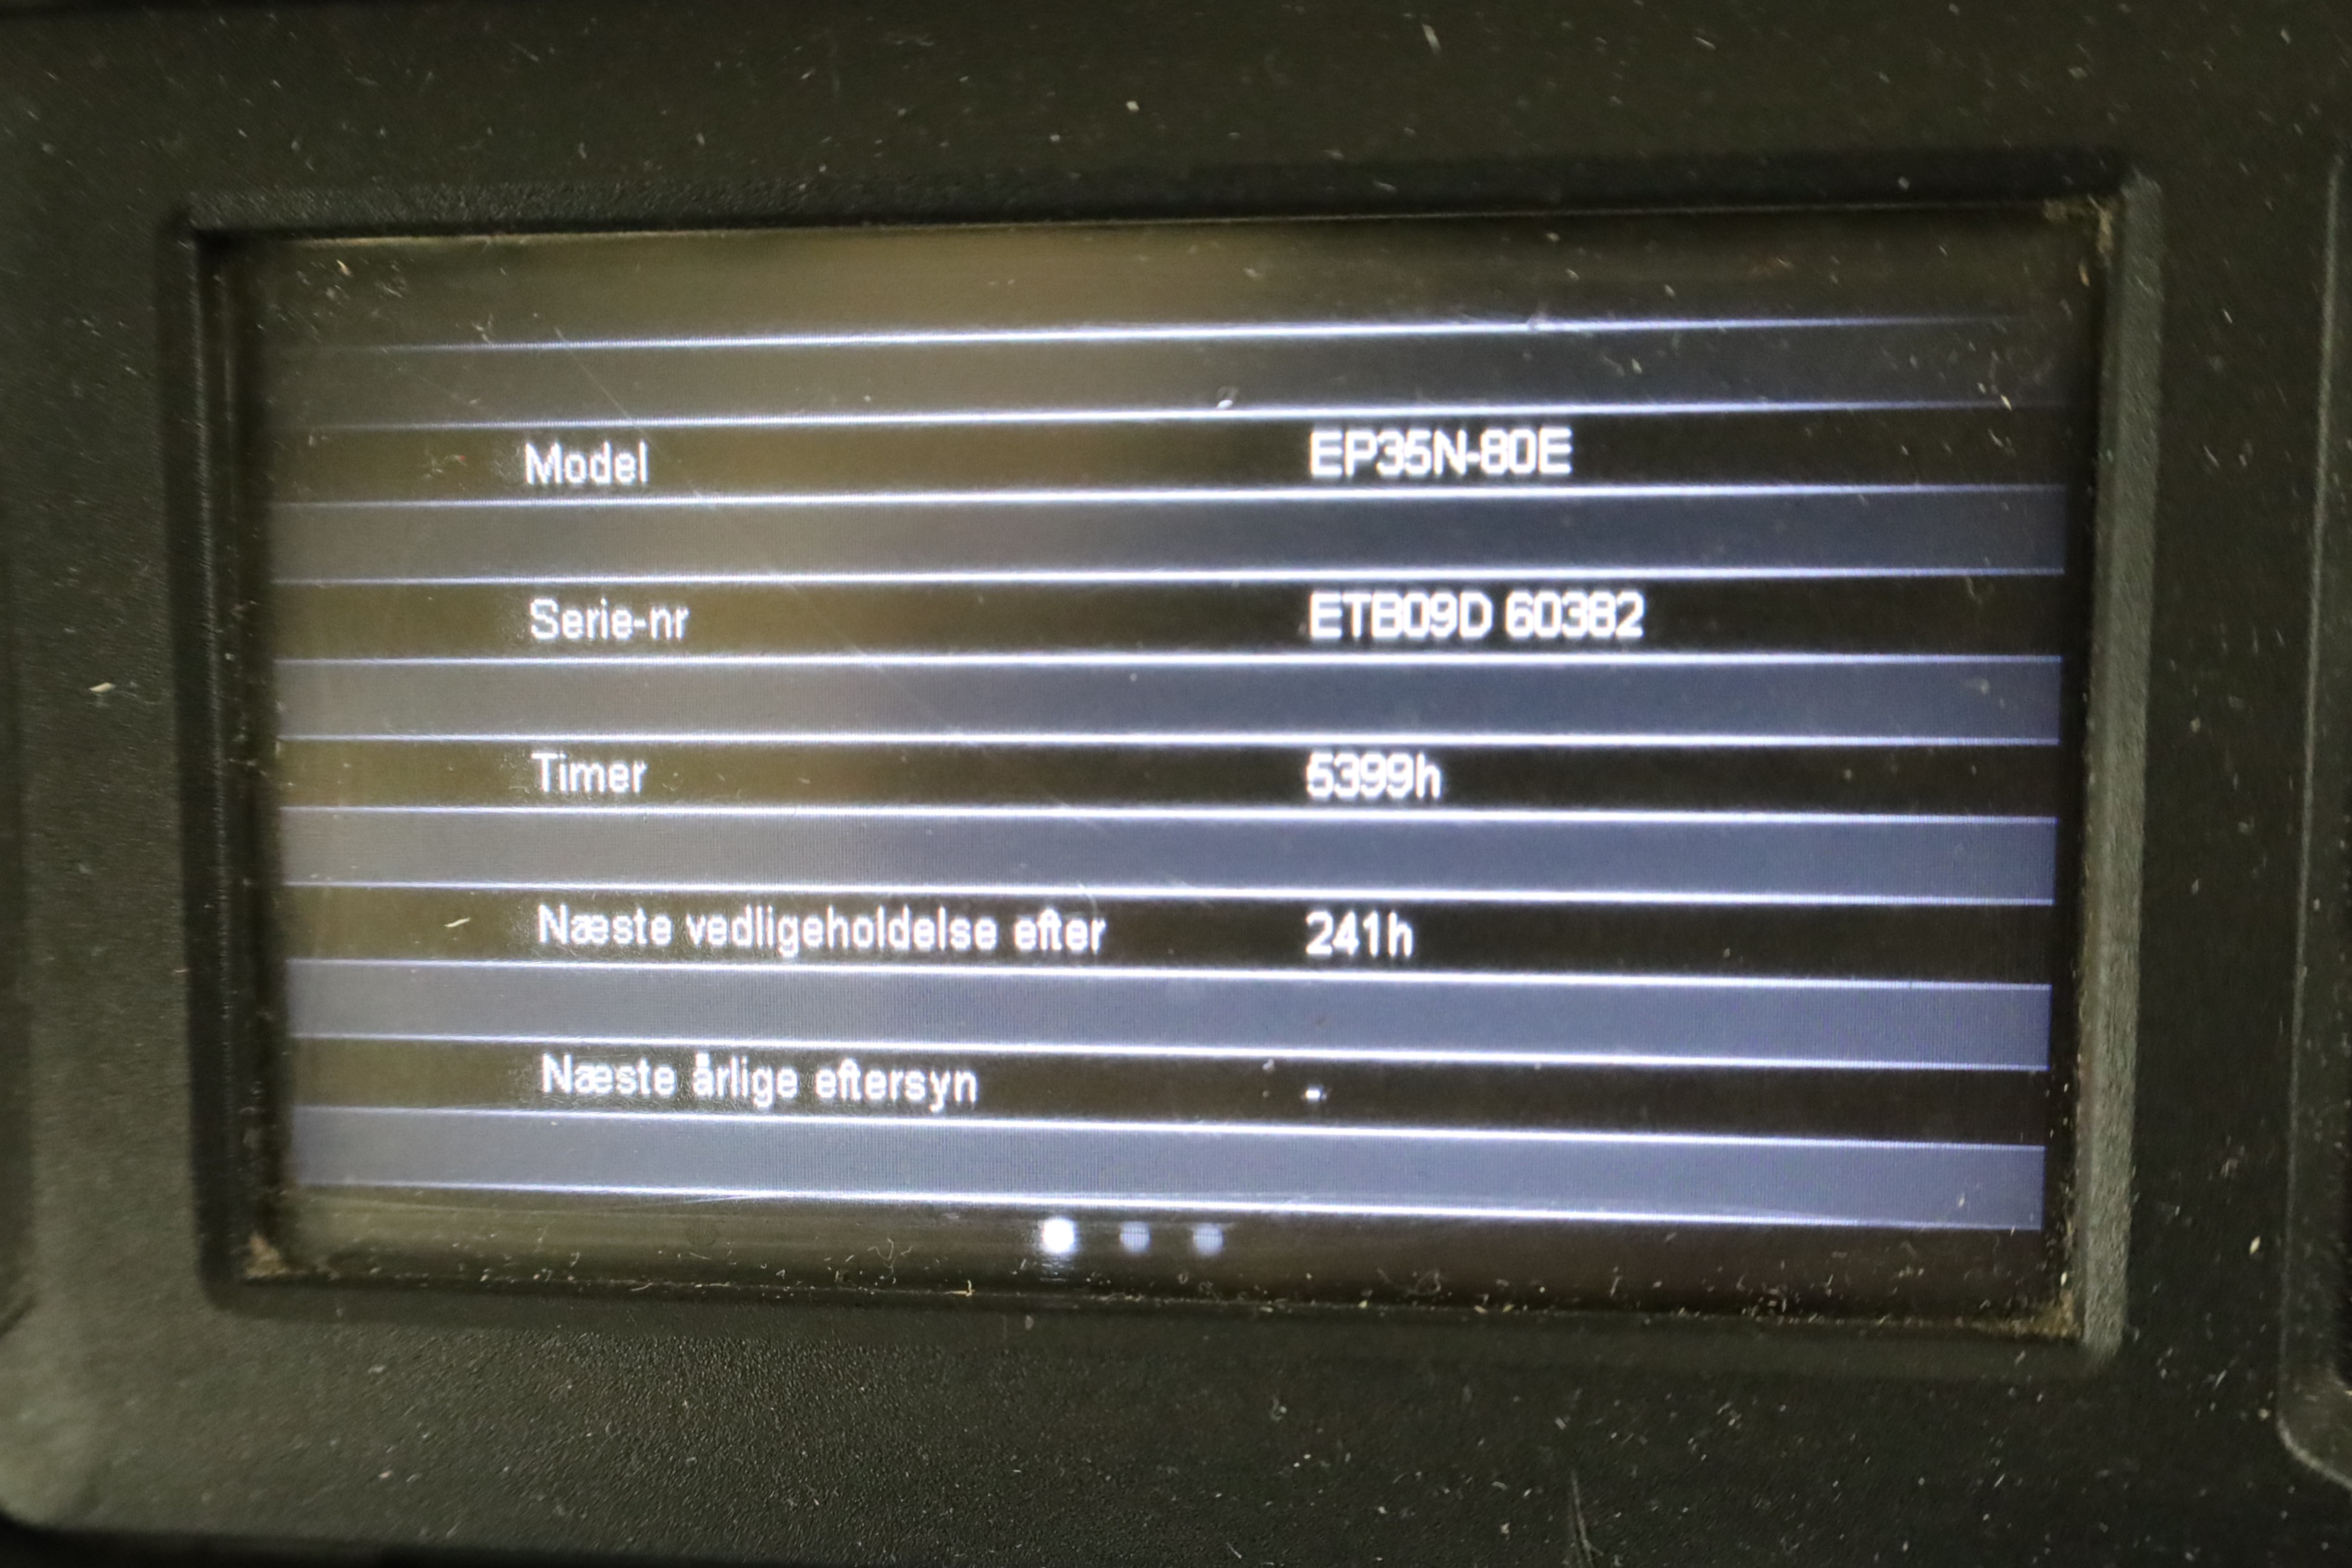 Model EP35N-80E
Serie-nr ETB09D 60382
Timer 5399h
Næste vedligeholdelse efter 241h
Næste årlige eftersyn -